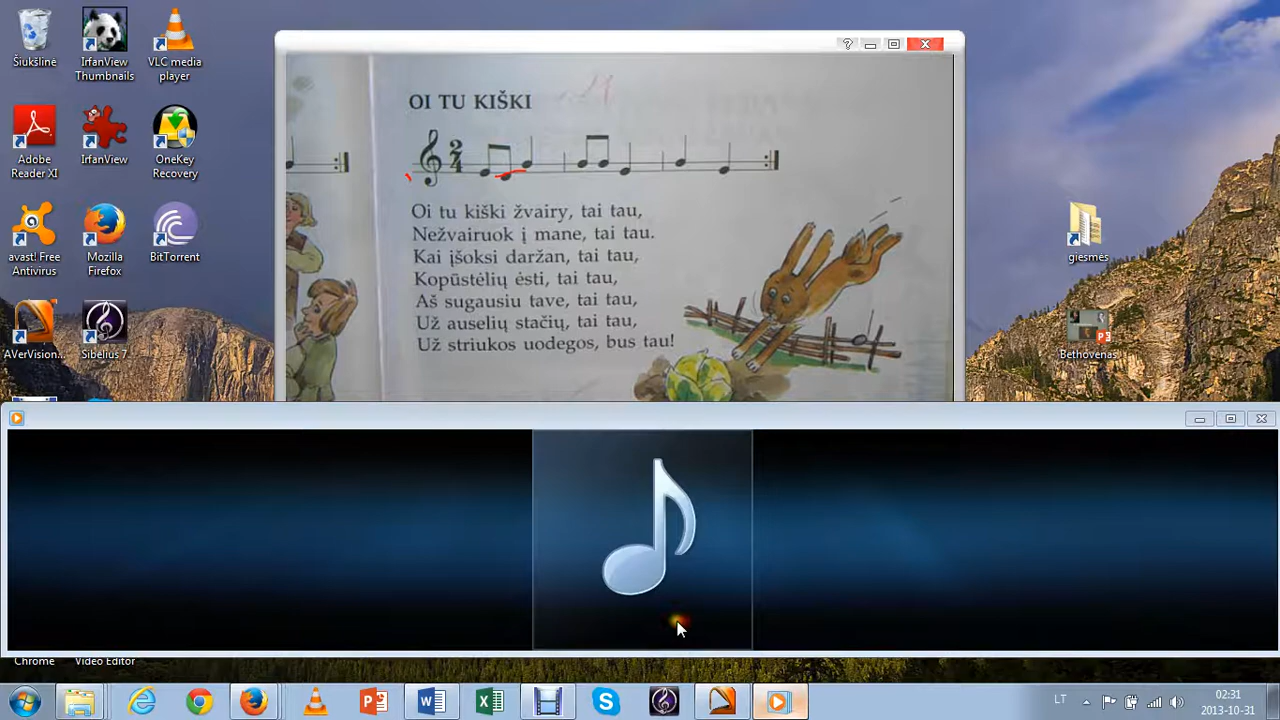 Šiukšlinė
IrfanView Thumbnails
VLC media player
Adobe Reader XI
IrfanView
OneKey Recovery
avast! Free Antivirus
Mozilla Firefox
BitTorrent
AVerVision...
Sibelius 7
OI TU KIŠKI
2
4
Oi tu kiški žvairy, tai tau,
Nežvairuok į mane, tai tau.
Kai įšoksi daržan, tai tau,
Kopūstėlių ėsti, tai tau,
Aš sugausiu tave, tai tau,
Už auselių stačių, tai tau,
Už striukos uodegos, bus tau!
giesmes
Bethovenas
Chrome
Video Editor
LT
02:31
2013-10-31